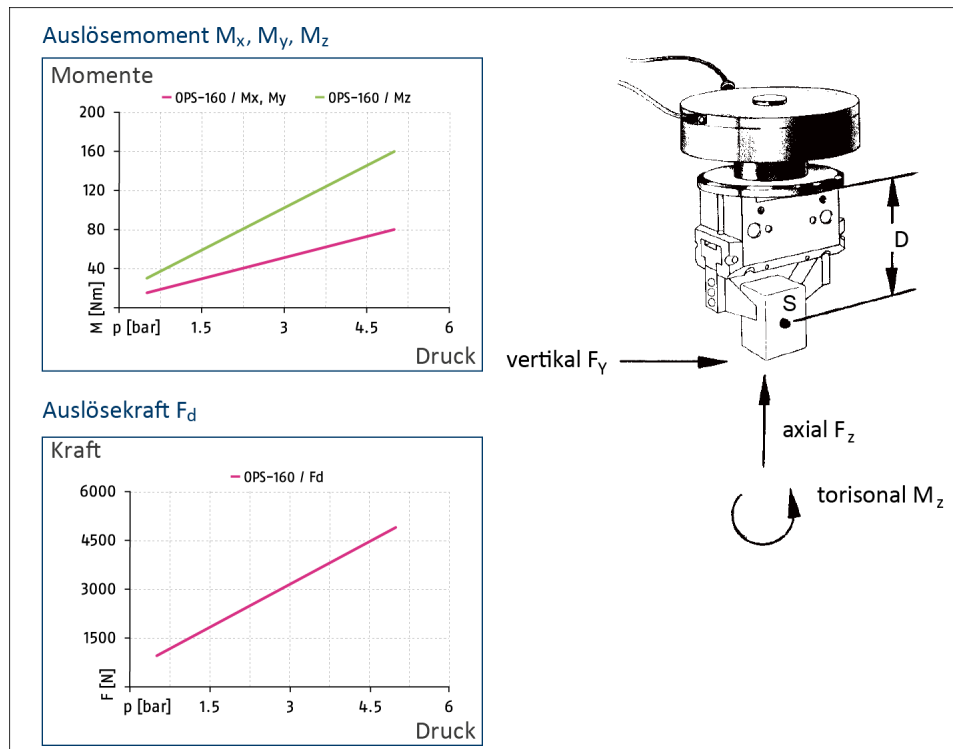 Auslösemoment Mx, My, Mz
Momente
OPS-160 / Mx, My
OPS-160 / Mz
200
160
120
80
40
M [Nm]
p [bar] 1.5 3 4.5 6
Druck
Auslösekraft Fd
Kraft
OPS-160 / Fd
6000
4500
3000
1500
F [N]
p [bar] 1.5 3 4.5 6
Druck
D
S
vertikal FY
axial Fz
torisonal Mz